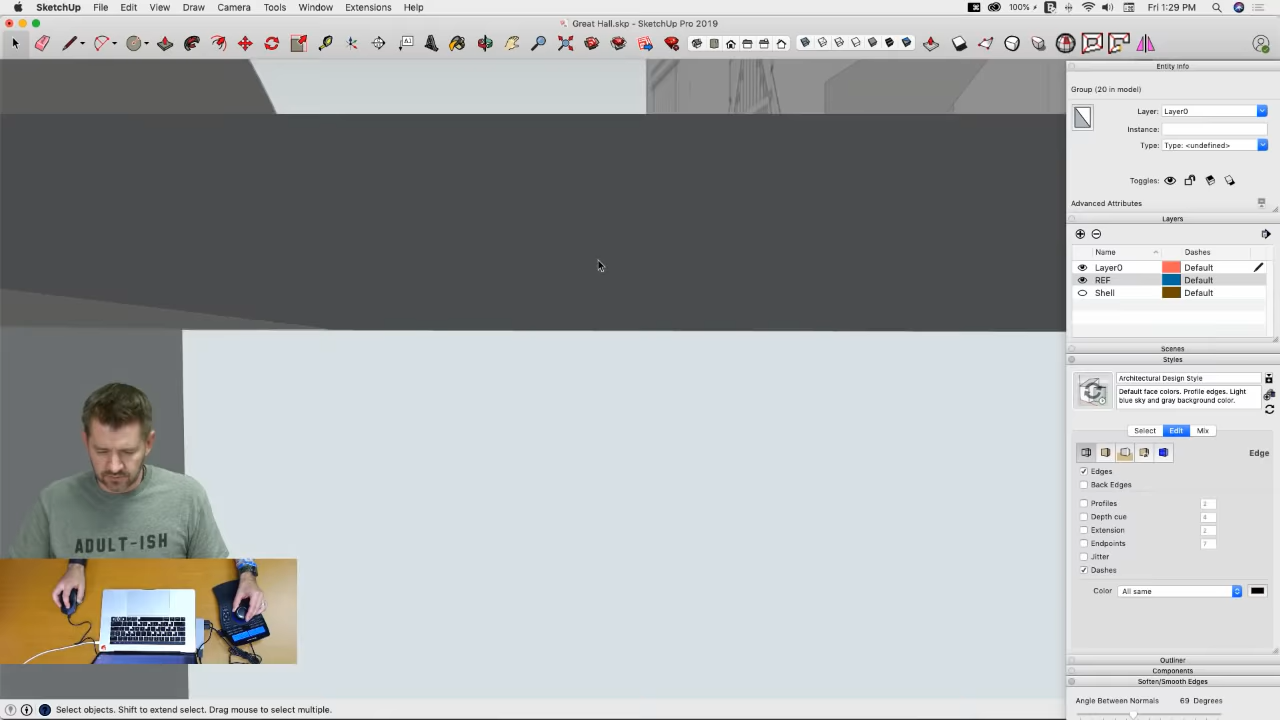 SketchUp File Edit View Draw Camera Tools Window Extensions Help
100% Fri 1:29 PM
Great Hall.skp - SketchUp Pro 2019
Entity Info
Group (20 in model)
Layer: Layer0
Instance:
Type: Type: <undefined>
Toggles:
Advanced Attributes
Layers
Name Dashes
Layer0 Default
REF Default
Shell Default
Scenes
Styles
Architectural Design Style
Default face colors. Profile edges. Light
blue sky and gray background color.
Select Edit Mix
Edge
Edges
Back Edges
Profiles
Depth cue 4
Extension
Endpoints 7
Jitter
Dashes
Color All same
Outliner
Components
Soften/Smooth Edges
Angle Between Normals 69 Degrees
ADULT-ISH
Select objects. Shift to extend select. Drag mouse to select multiple.